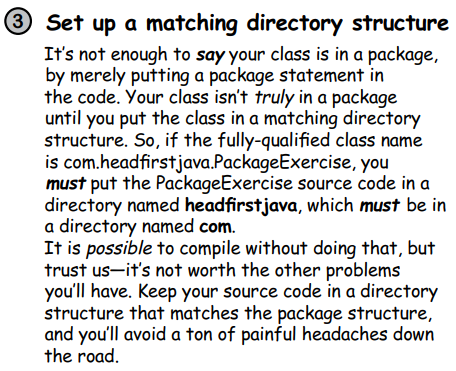 3 Set up a matching directory structure
It's not enough to say your class is in a package,
by merely putting a package statement in
the code. Your class isn't truly in a package
until you put the class in a matching directory
structure. So, if the fully-qualified class name
is com.headfirstjava.PackageExercise, you
must put the PackageExercise source code in a
directory named headfirstjava, which must be in
a directory named com.
It is possible to compile without doing that, but
trust us—it's not worth the other problems
you'll have. Keep your source code in a directory
structure that matches the package structure,
and you'll avoid a ton of painful headaches down
the road.